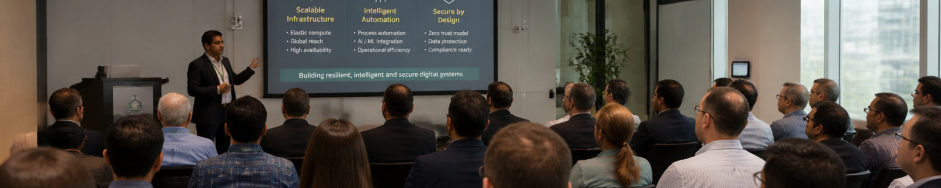 Scalable
Infrastructure
• Elastic compute
• Global reach
• High availability
Intelligent
Automation
• Process automation
• AI / ML integration
• Operational efficiency
Secure by
Design
• Zero trust model
• Data protection
• Compliance ready
Building resilient, intelligent and secure digital systems